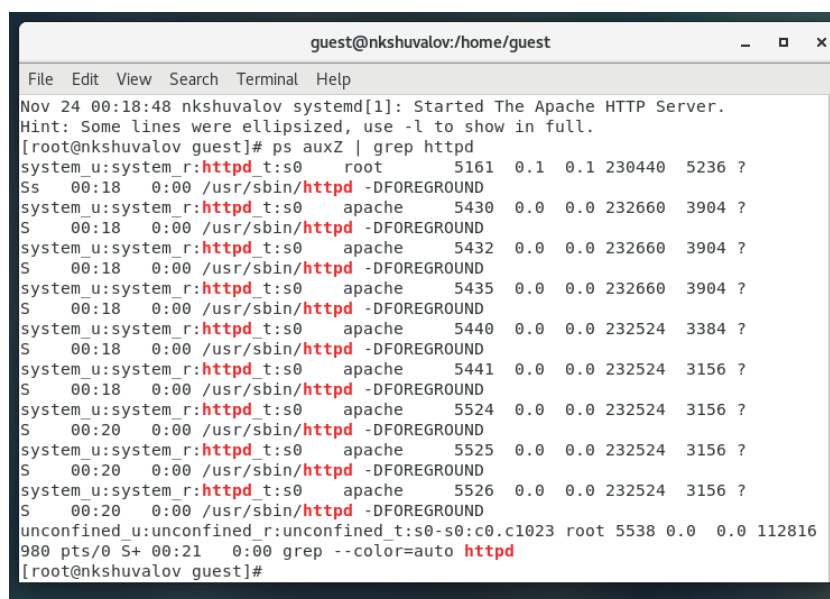 guest@nkshuvalov:/home/guest
File Edit View Search Terminal Help
Nov 24 00:18:48 nkshuvalov systemd[1]: Started The Apache HTTP Server.
Hint: Some lines were ellipsized, use -l to show in full.
[root@nkshuvalov guest]# ps auxZ | grep httpd
system_u:system_r:httpd_t:s0    root      5161  0.1  0.1 230440  5236 ?
Ss   00:18   0:00 /usr/sbin/httpd -DFOREGROUND
system_u:system_r:httpd_t:s0    apache    5430  0.0  0.0 232660  3904 ?
S    00:18   0:00 /usr/sbin/httpd -DFOREGROUND
system_u:system_r:httpd_t:s0    apache    5432  0.0  0.0 232660  3904 ?
S    00:18   0:00 /usr/sbin/httpd -DFOREGROUND
system_u:system_r:httpd_t:s0    apache    5435  0.0  0.0 232660  3904 ?
S    00:18   0:00 /usr/sbin/httpd -DFOREGROUND
system_u:system_r:httpd_t:s0    apache    5440  0.0  0.0 232524  3384 ?
S    00:18   0:00 /usr/sbin/httpd -DFOREGROUND
system_u:system_r:httpd_t:s0    apache    5441  0.0  0.0 232524  3156 ?
S    00:18   0:00 /usr/sbin/httpd -DFOREGROUND
system_u:system_r:httpd_t:s0    apache    5524  0.0  0.0 232524  3156 ?
S    00:20   0:00 /usr/sbin/httpd -DFOREGROUND
system_u:system_r:httpd_t:s0    apache    5525  0.0  0.0 232524  3156 ?
S    00:20   0:00 /usr/sbin/httpd -DFOREGROUND
system_u:system_r:httpd_t:s0    apache    5526  0.0  0.0 232524  3156 ?
S    00:20   0:00 /usr/sbin/httpd -DFOREGROUND
unconfined_u:unconfined_r:unconfined_t:s0-s0:c0.c1023 root 5538 0.0  0.0 112816
980 pts/0 S+ 00:21   0:00 grep --color=auto httpd
[root@nkshuvalov guest]#